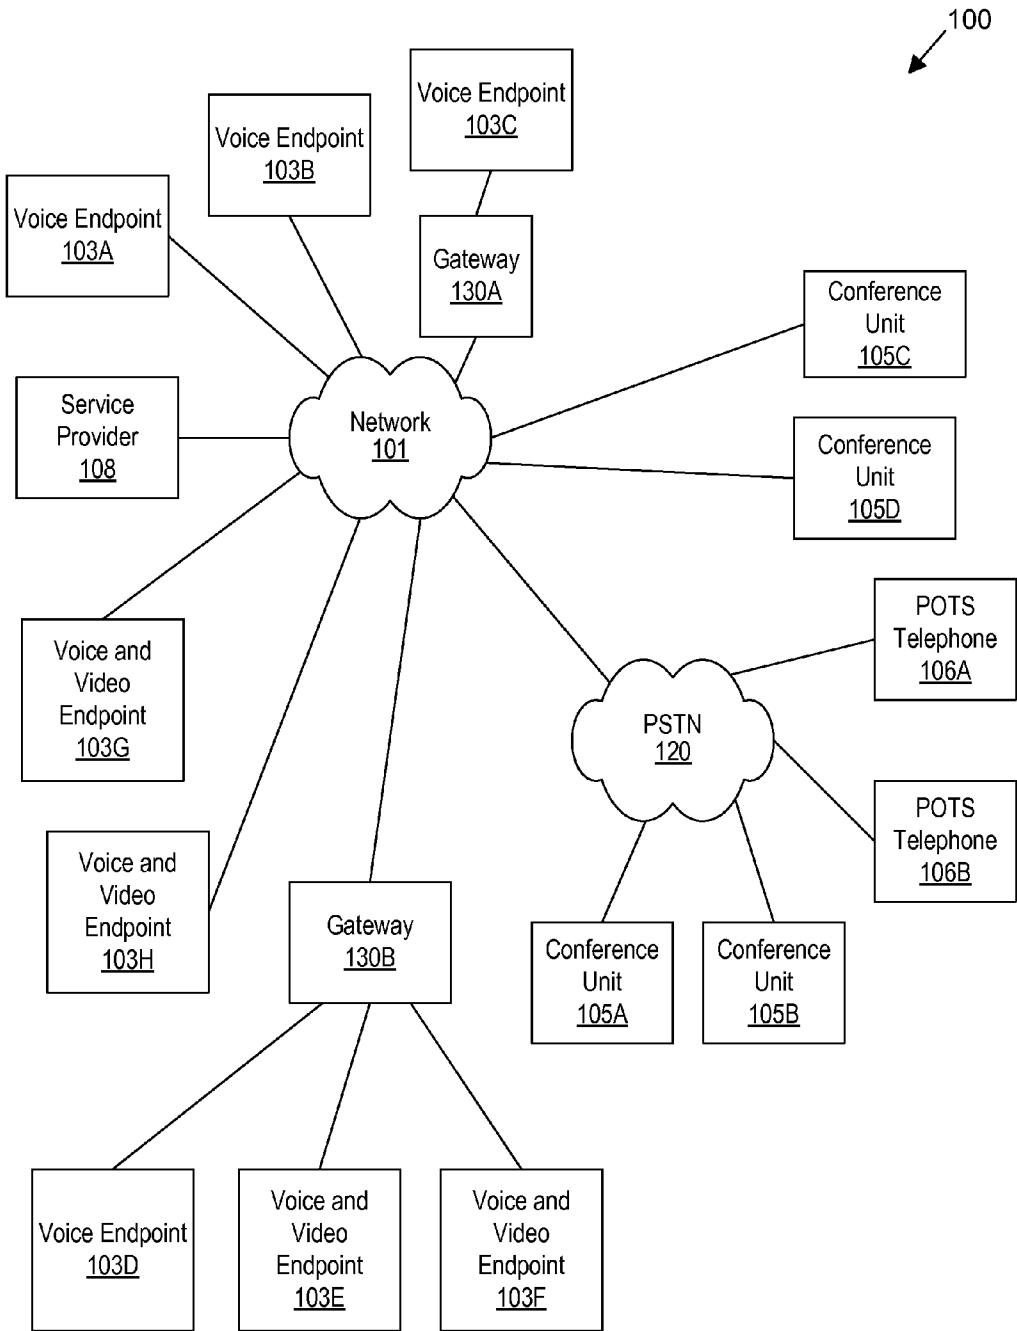 100
Voice Endpoint
103C
Voice Endpoint
103B
Voice Endpoint
103A
Gateway
130A
Conference
Unit
105C
Service
Provider
108
Network
101
Conference
Unit
105D
POTS
Telephone
106A
Voice and
Video
Endpoint
103G
PSTN
120
POTS
Telephone
106B
Voice and
Video
Endpoint
103H
Gateway
130B
Conference
Unit
105A
Conference
Unit
105B
Voice Endpoint
103D
Voice and
Video
Endpoint
103E
Voice and
Video
Endpoint
103F